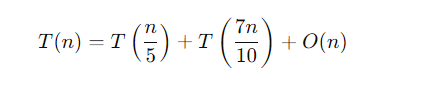 T(n) = T(n/5) + T(7n/10) + O(n)